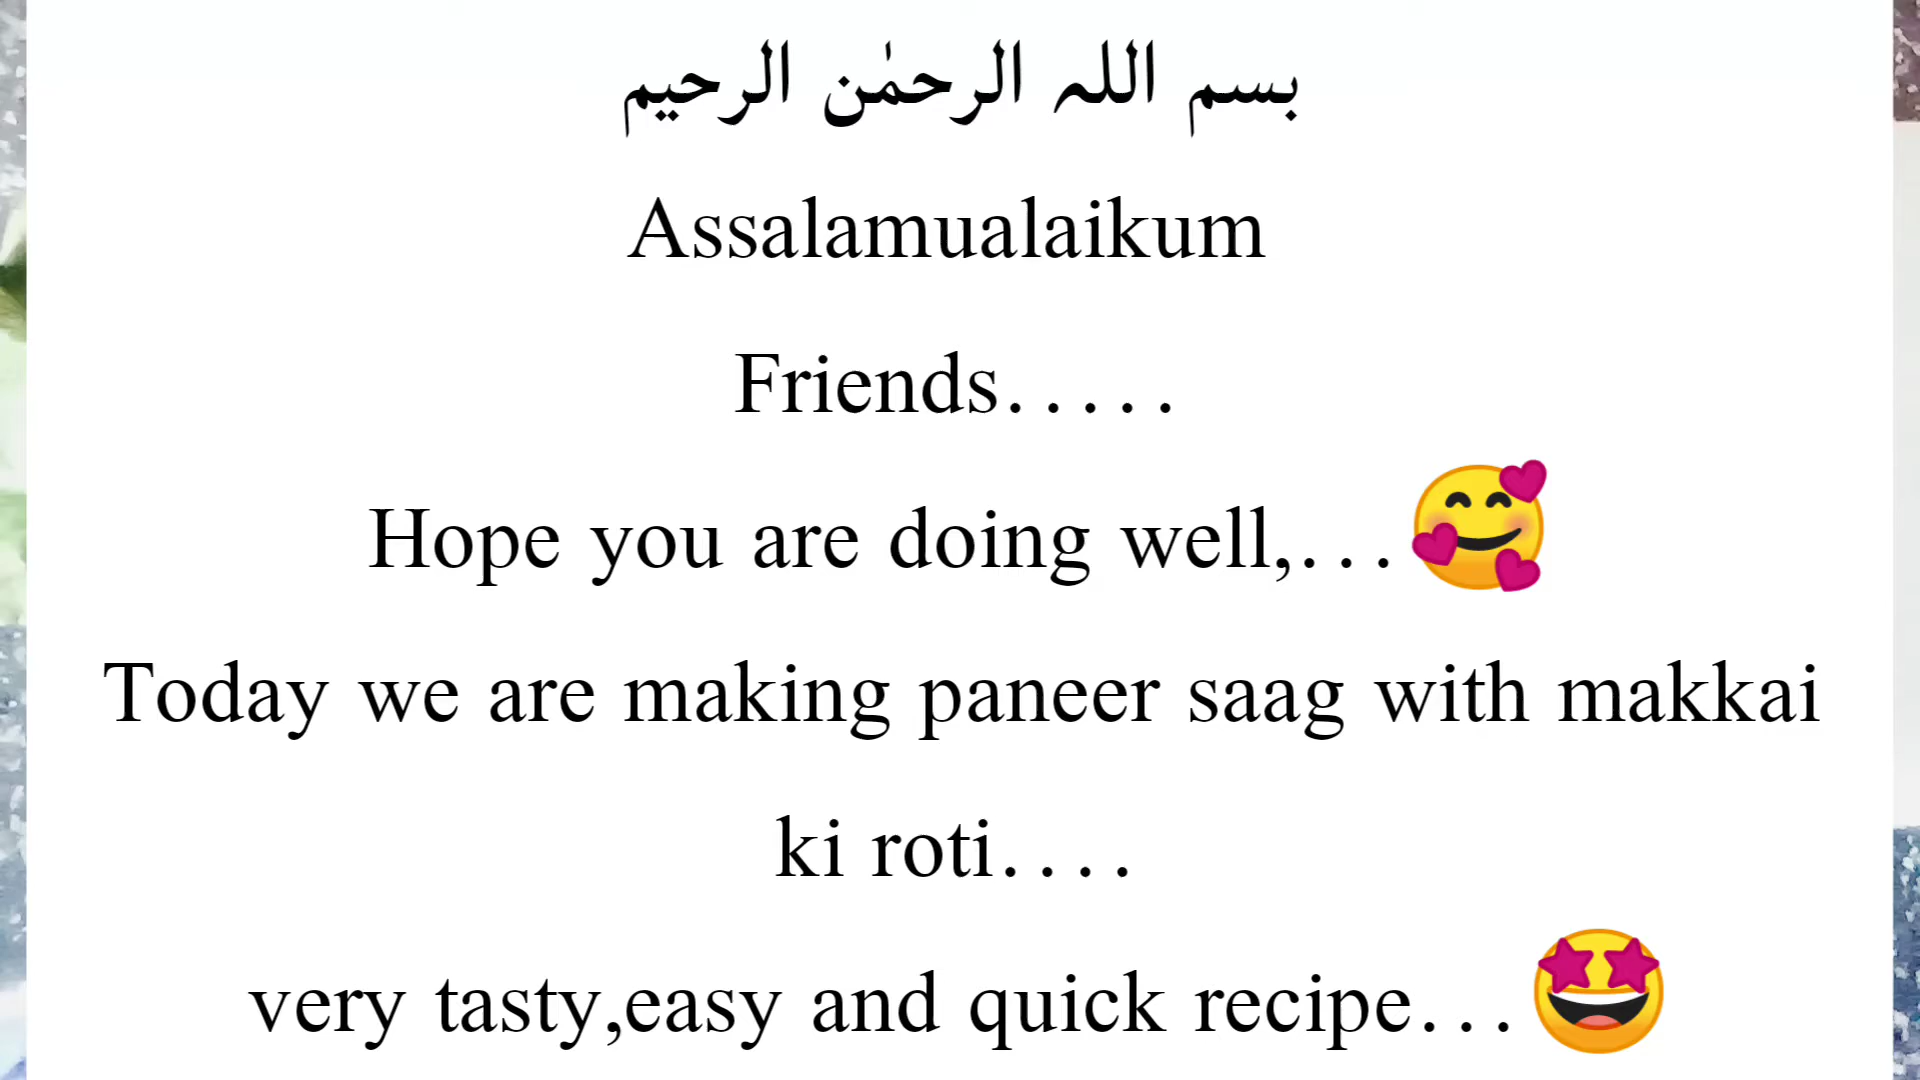 بسم اللہ الرحمٰن الرحیم
Assalamualaikum
Friends.....
Hope you are doing well,...🥰
Today we are making paneer saag with makkai
ki roti....
very tasty,easy and quick recipe...🤩